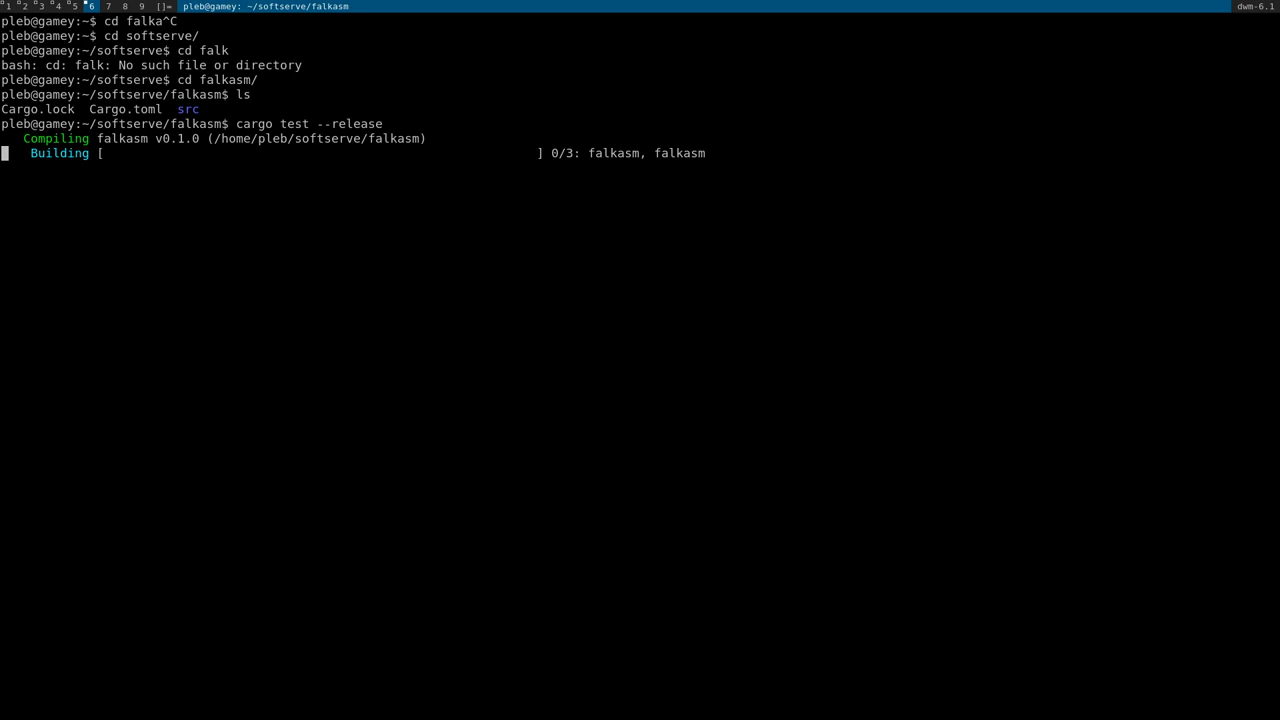 1 2 3 4 5 6 7 8 9 []= pleb@gamey: ~/softserve/falkasm dwm-6.1
pleb@gamey:~$ cd falka^C
pleb@gamey:~$ cd softserve/
pleb@gamey:~/softserve$ cd falk
bash: cd: falk: No such file or directory
pleb@gamey:~/softserve$ cd falkasm/
pleb@gamey:~/softserve/falkasm$ ls
Cargo.lock  Cargo.toml  src
pleb@gamey:~/softserve/falkasm$ cargo test --release
   Compiling falkasm v0.1.0 (/home/pleb/softserve/falkasm)
    Building [                                                           ] 0/3: falkasm, falkasm